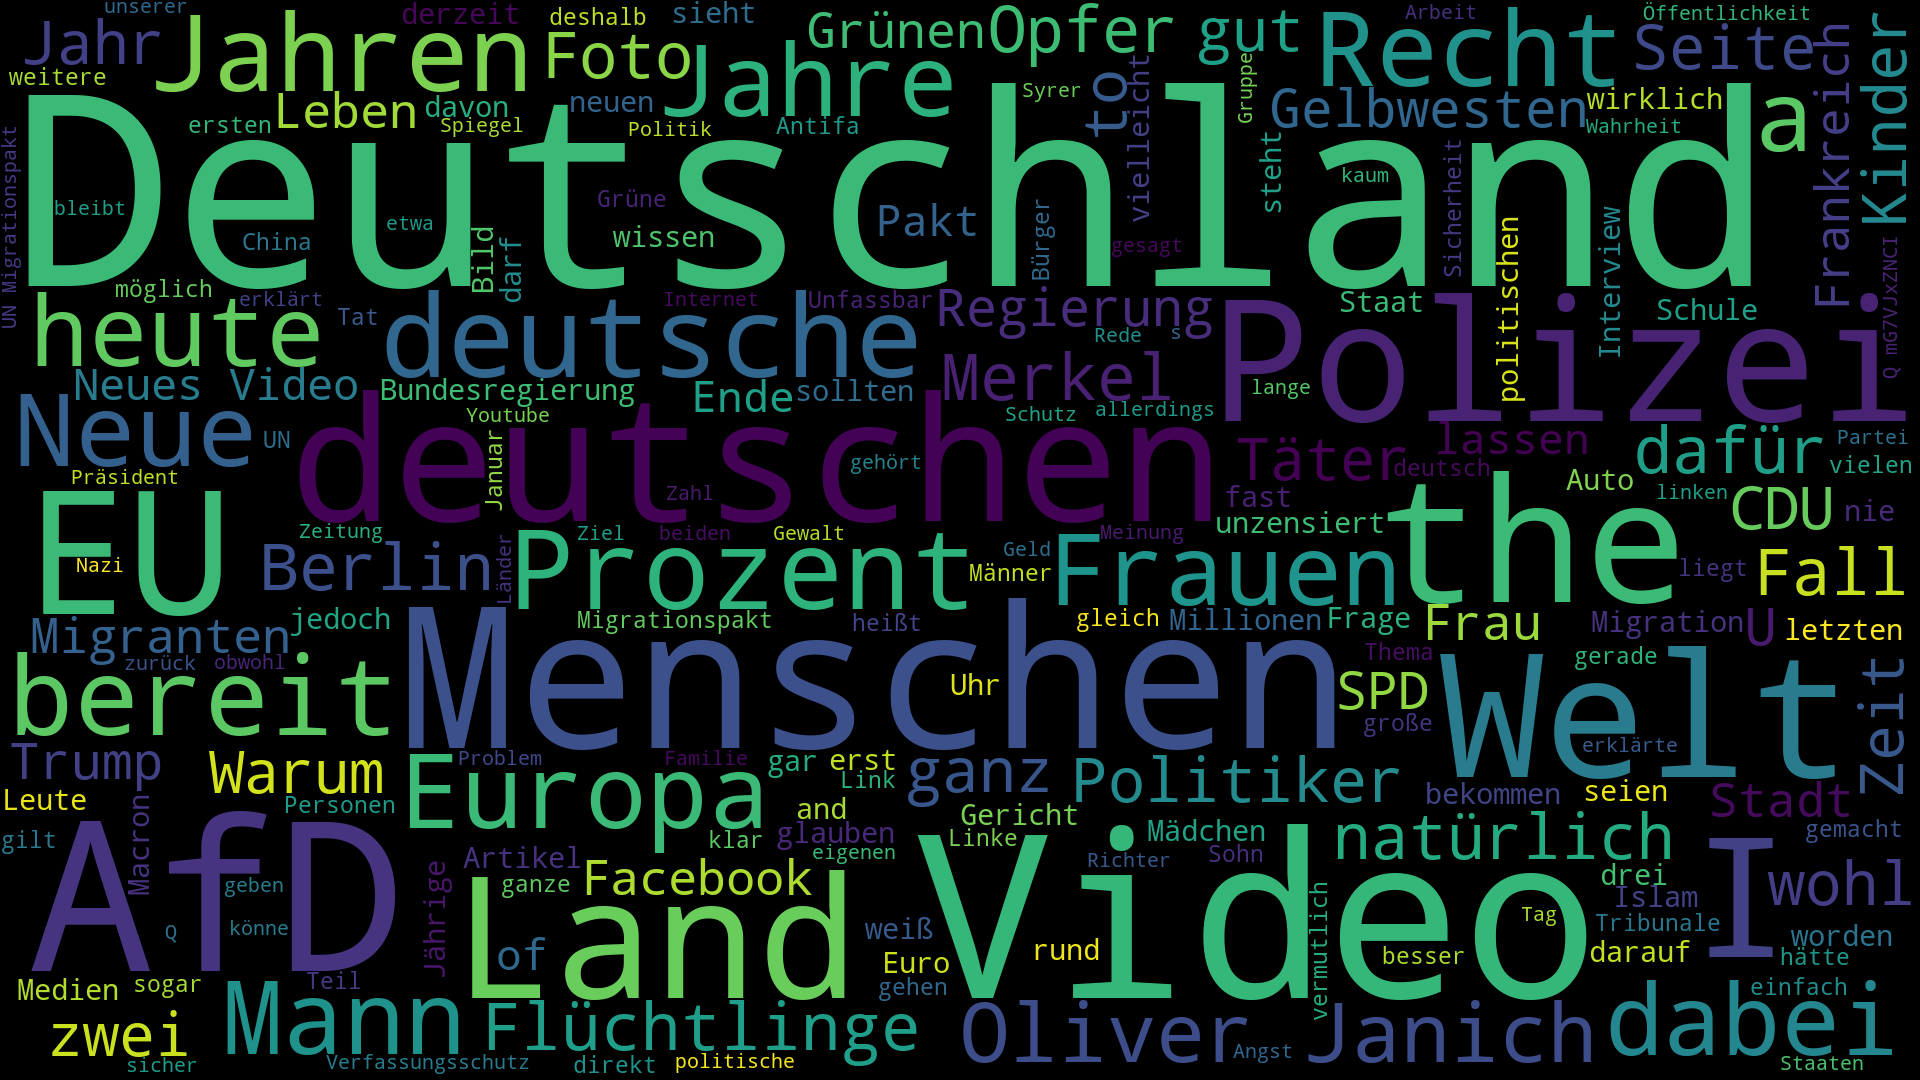 unserer
derzeit
deshalb
sieht
Grünen
Opfer
gut
Arbeit
Öffentlichkeit
Jahr
Jahren
Foto
Jahre
Recht
Seite
Kinder
weitere
Leben
davon
neuen
Syrer
to
vielleicht
Gruppe
Gelbwesten
wirklich
a
Frankreich
ersten
Spiegel
Politik
Antifa
Wahrheit
Deutschland
UN Migrationspakt
bleibt
China
etwa
Grüne
wissen
Pakt
Bürger
gesagt
steht
kaum
Sicherheit
politischen
Interview
Bild
darf
möglich
erklärt
Tat
Internet
Unfassbar
Regierung
Staat
Schule
Q mG7VJxZNCI
heute
deutsche
Rede
s
Polizei
Neues Video
Bundesregierung
Ende
sollten
Merkel
lange
Neue
UN
Youtube
Schutz
allerdings
deutschen
Januar
gehört
Täter
lassen
deutsch
dafür
Partei
vielen
Präsident
Zahl
fast
Auto
linken
CDU
nie
EU
Nazi
Zeitung
Ziel
beiden
Gewalt
Meinung
unzensiert
the
Berlin
Länder
Prozent
Geld
Männer
Frauen
liegt
Fall
Migranten
jedoch
Migrationspakt
heißt
gleich
Millionen
Frage
Frau
Migration
U
letzten
zurück
obwohl
Menschen
Thema
gerade
bereit
Uhr
SPD
große
Welt
erklärte
Zeit
Trump
Warum
Problem
Familie
gar
erst
Link
ganz
Politiker
bekommen
seien
Stadt
Leute
Personen
Europa
and
Gericht
gilt
Macron
klar
glauben
Linke
Mädchen
natürlich
gemacht
Artikel
eigenen
Richter
Sohn
drei
AfD
geben
Jährige
ganze
Facebook
Islam
I
wohl
Q
könne
Land
of
weiß
Video
Tag
Tribunale
worden
rund
vermutlich
besser
darauf
hätte
Medien
sogar
Teil
Euro
gehen
einfach
zwei
Mann
Flüchtlinge
Oliver Janich
dabei
sicher
Verfassungsschutz
direkt
politische
Angst
Staaten